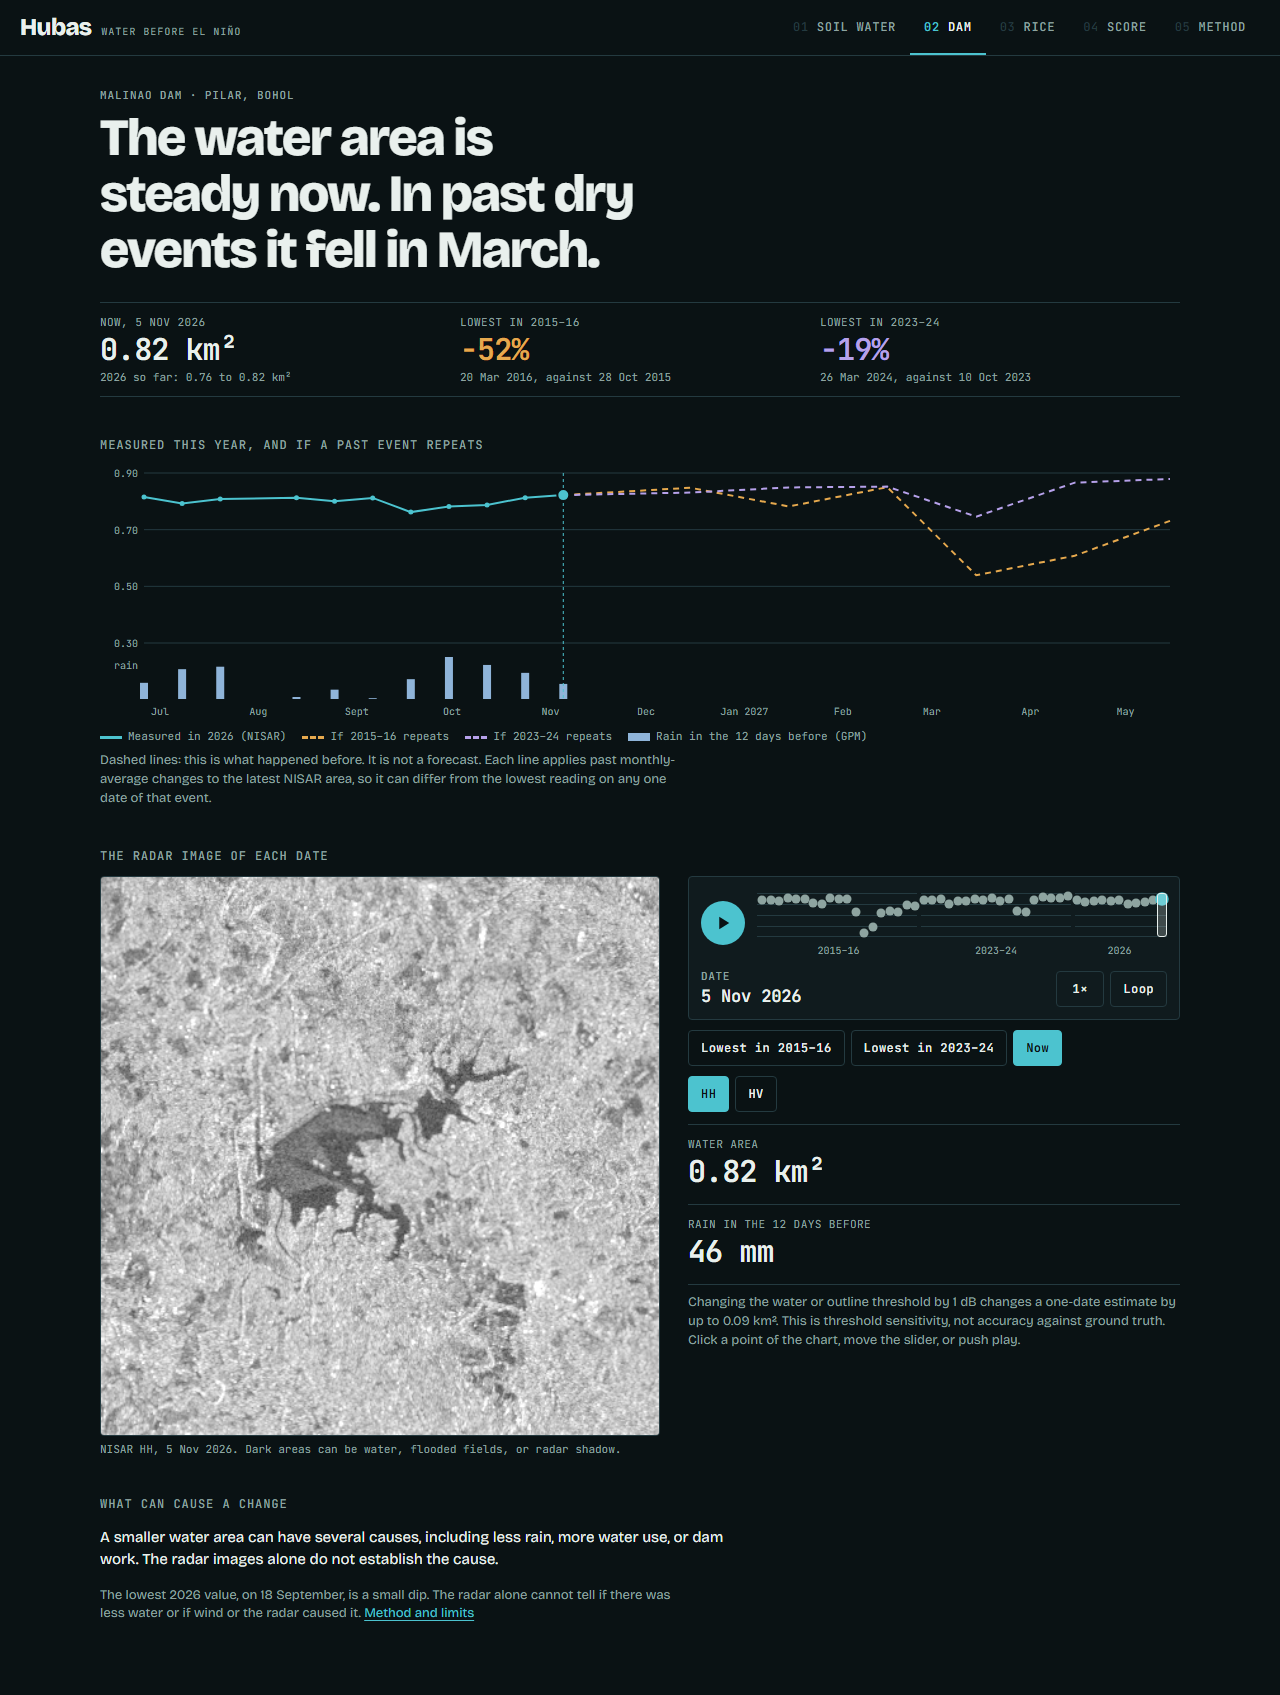 Hubas WATER BEFORE EL NIÑO
01 SOIL WATER 02 DAM 03 RICE 04 SCORE 05 METHOD
MALINAO DAM · PILAR, BOHOL
The water area is
steady now. In past dry
events it fell in March.
NOW, 5 NOV 2026
0.82 km²
2026 so far: 0.76 to 0.82 km²
LOWEST IN 2015–16
-52%
20 Mar 2016, against 28 Oct 2015
LOWEST IN 2023–24
-19%
26 Mar 2024, against 10 Oct 2023
MEASURED THIS YEAR, AND IF A PAST EVENT REPEATS
0.90
0.70
0.50
0.30
rain
Jul Aug Sept Oct Nov Dec Jan 2027 Feb Mar Apr May
Measured in 2026 (NISAR) If 2015–16 repeats If 2023–24 repeats Rain in the 12 days before (GPM)
Dashed lines: this is what happened before. It is not a forecast. Each line applies past monthly-
average changes to the latest NISAR area, so it can differ from the lowest reading on any one
date of that event.
THE RADAR IMAGE OF EACH DATE
2015–16 2023–24 2026
DATE
5 Nov 2026
1× Loop
Lowest in 2015–16 Lowest in 2023–24 Now
HH HV
WATER AREA
0.82 km²
RAIN IN THE 12 DAYS BEFORE
46 mm
Changing the water or outline threshold by 1 dB changes a one-date estimate by
up to 0.09 km². This is threshold sensitivity, not accuracy against ground truth.
Click a point of the chart, move the slider, or push play.
NISAR HH, 5 Nov 2026. Dark areas can be water, flooded fields, or radar shadow.
WHAT CAN CAUSE A CHANGE
A smaller water area can have several causes, including less rain, more water use, or dam
work. The radar images alone do not establish the cause.
The lowest 2026 value, on 18 September, is a small dip. The radar alone cannot tell if there was
less water or if wind or the radar caused it. Method and limits